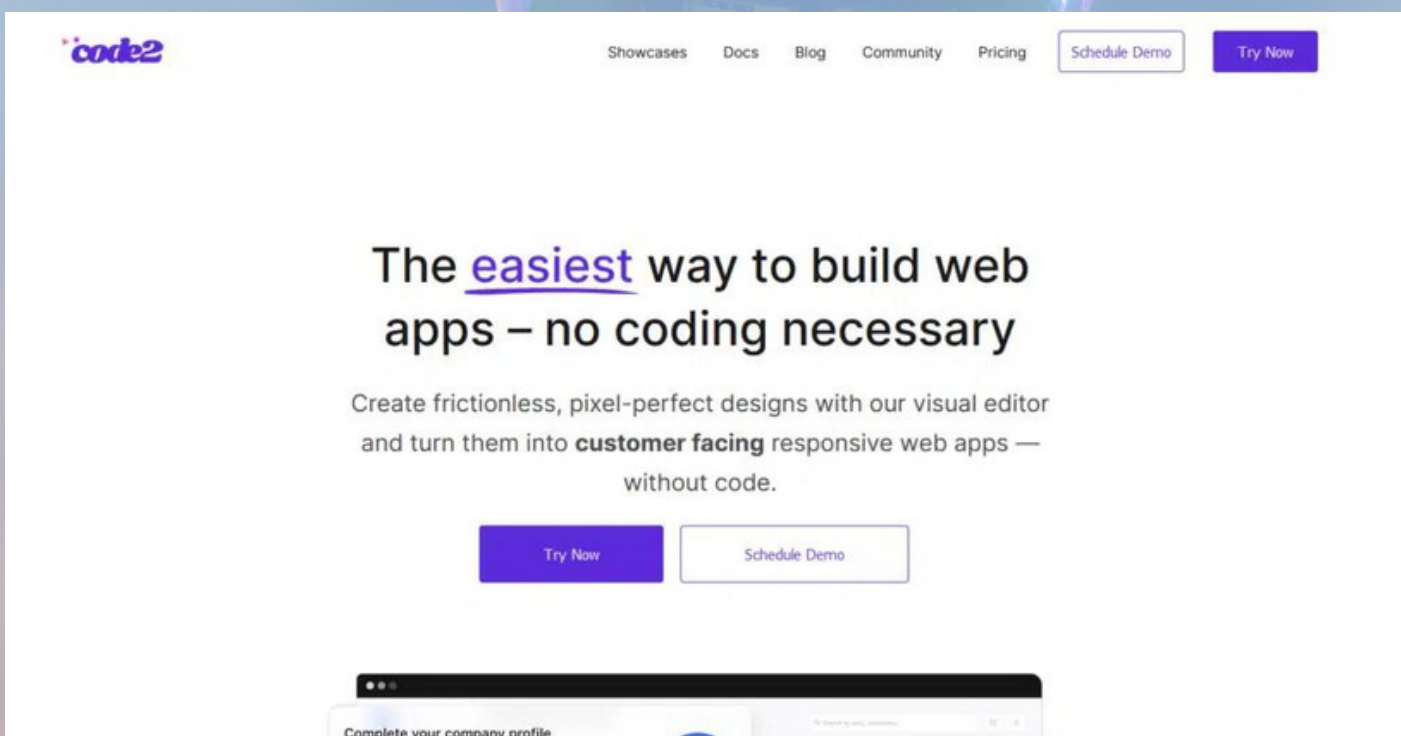 code2
Showcases Docs Blog Community Pricing Schedule Demo Try Now
The easiest way to build web
apps – no coding necessary
Create frictionless, pixel-perfect designs with our visual editor
and turn them into customer facing responsive web apps —
without code.
Try Now Schedule Demo
Complete your company profile